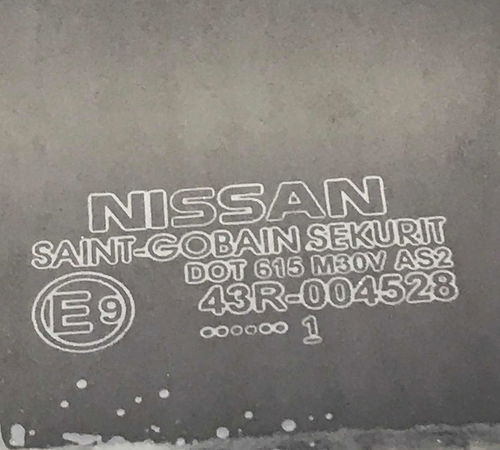 NISSAN
SAINT-GOBAIN SEKURIT
DOT 615 M30V AS2
E9 43R-004528
1